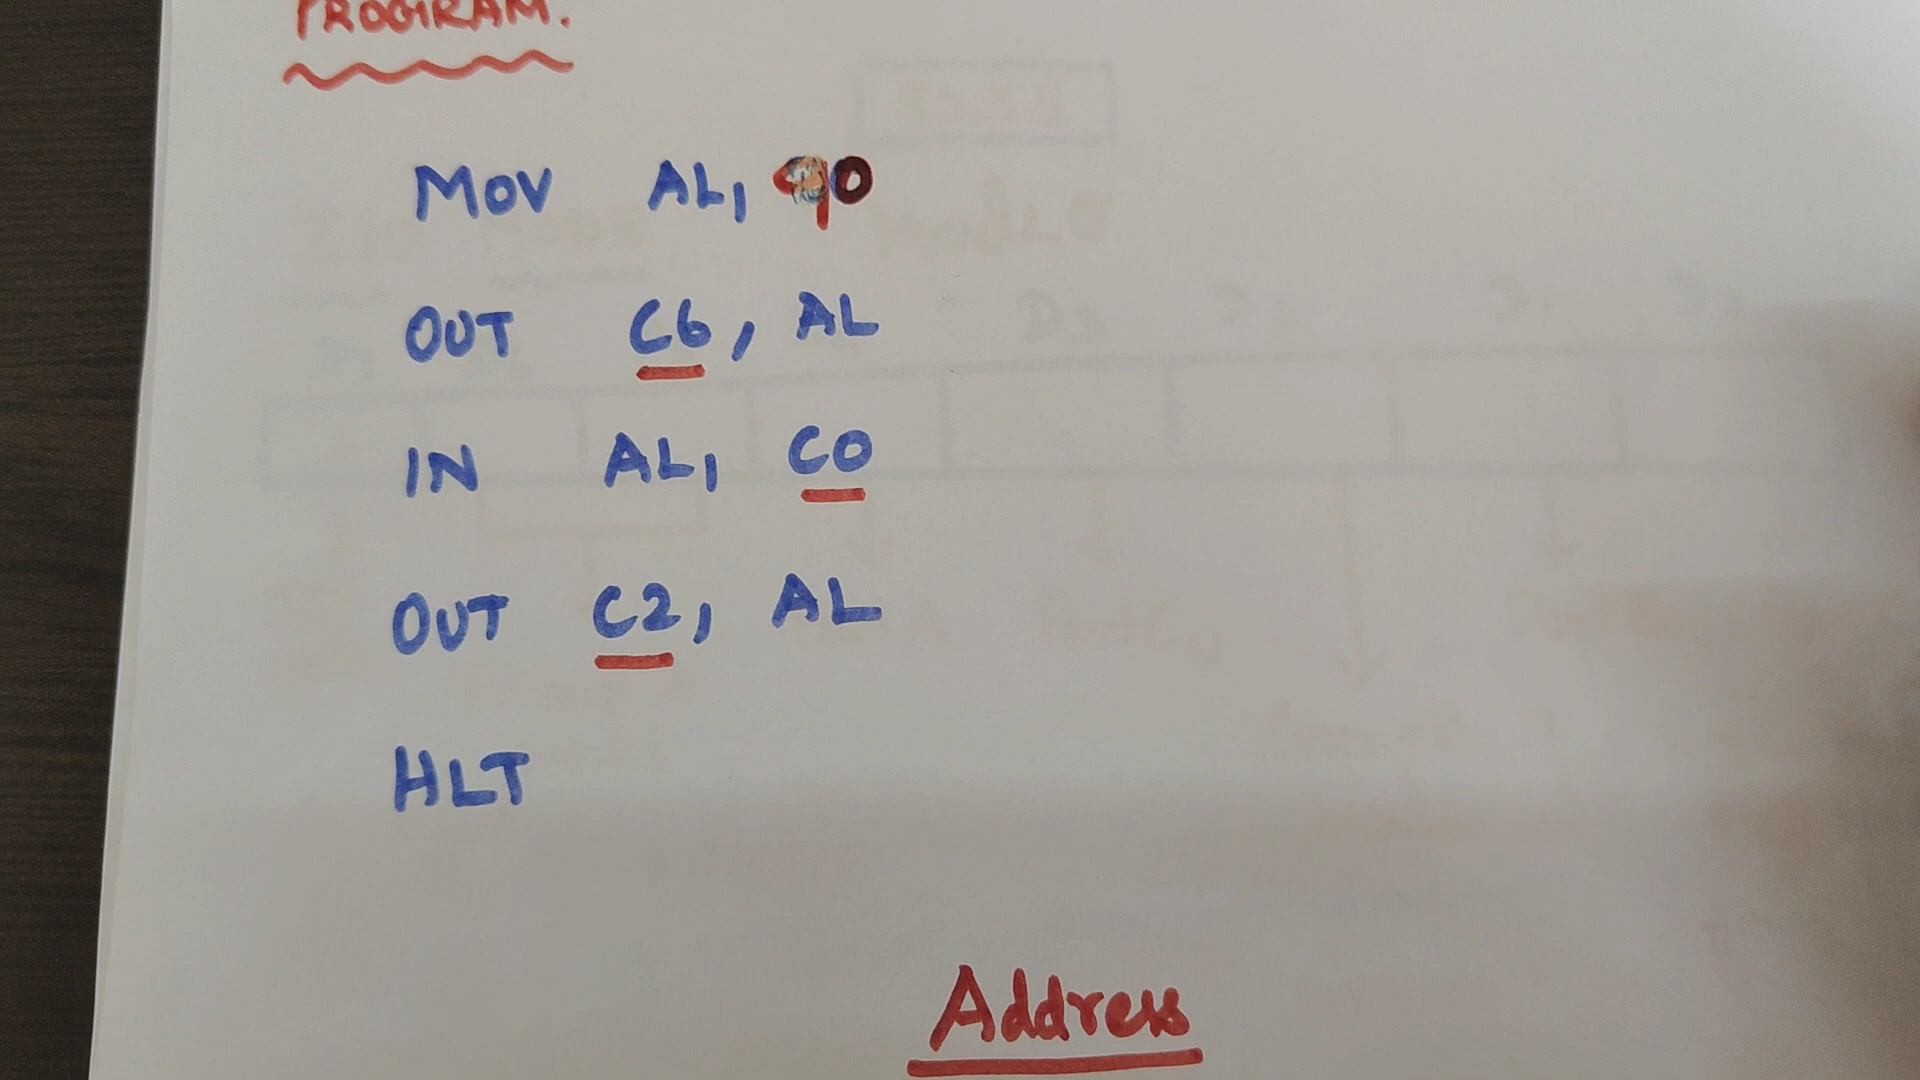 PROGRAM.
MOV AL, 90
OUT C6, AL
IN AL, C0
OUT C2, AL
HLT
Address